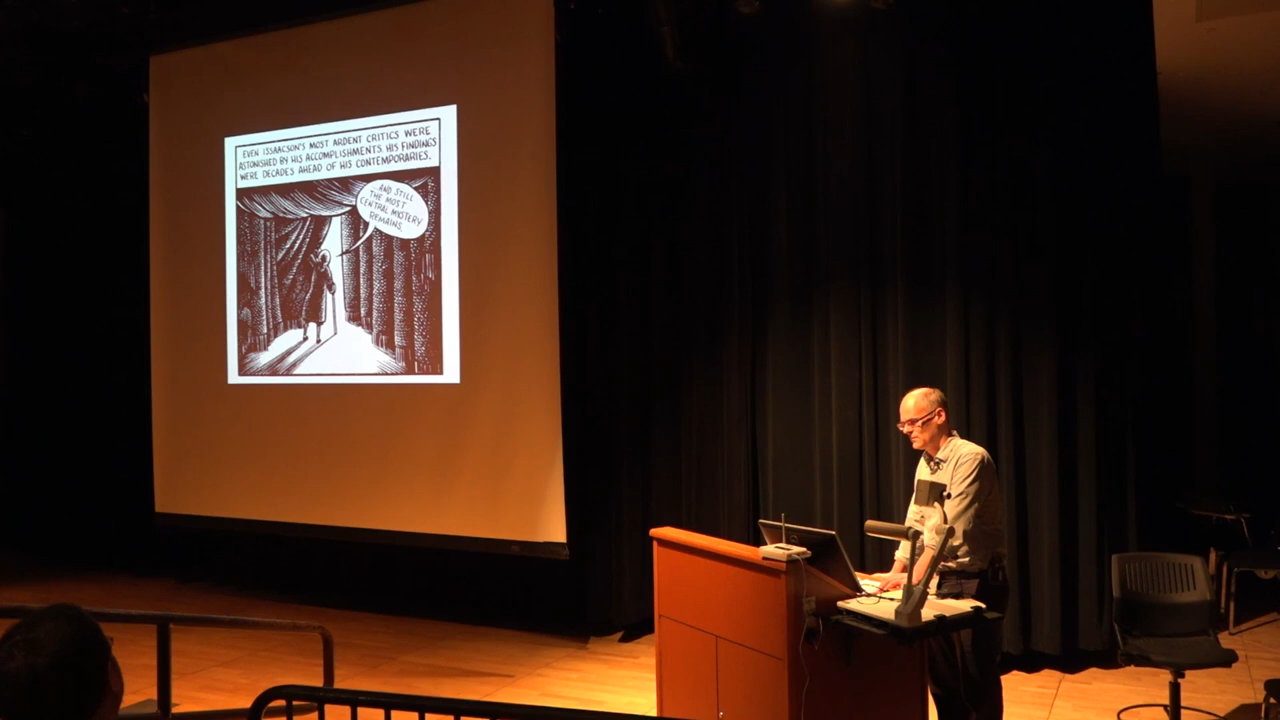 EVEN ISSAACSON'S MOST ARDENT CRITICS WERE
ASTONISHED BY HIS ACCOMPLISHMENTS. HIS FINDINGS
WERE DECADES AHEAD OF HIS CONTEMPORARIES.
...AND STILL
THE MOST
CENTRAL MYSTERY
REMAINS.